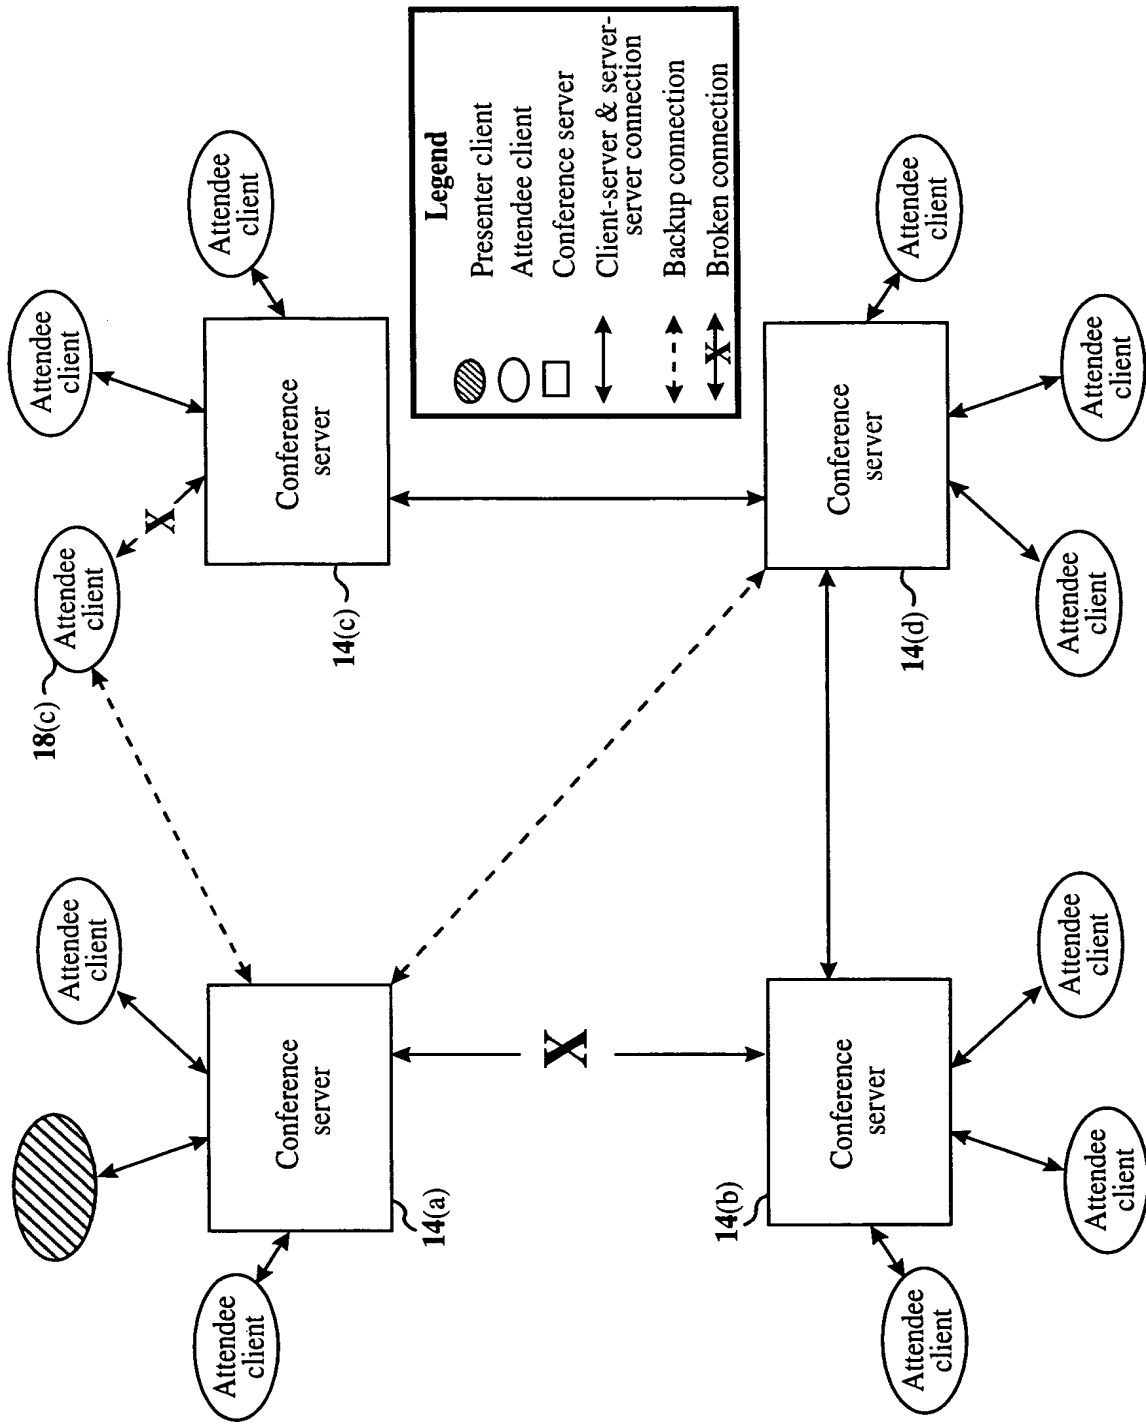 Attendee
client
Attendee
client
18(c)
Attendee
client
Attendee
client
X
Conference
server
14(c)
Conference
server
14(a)
Attendee
client
X
Legend
Presenter client
Attendee client
Conference server
Client-server & server-
server connection
Backup connection
X
Broken connection
Attendee
client
14(b)
Conference
server
Attendee
client
Attendee
client
Conference
server
14(d)
Attendee
client
Attendee
client
Attendee
client